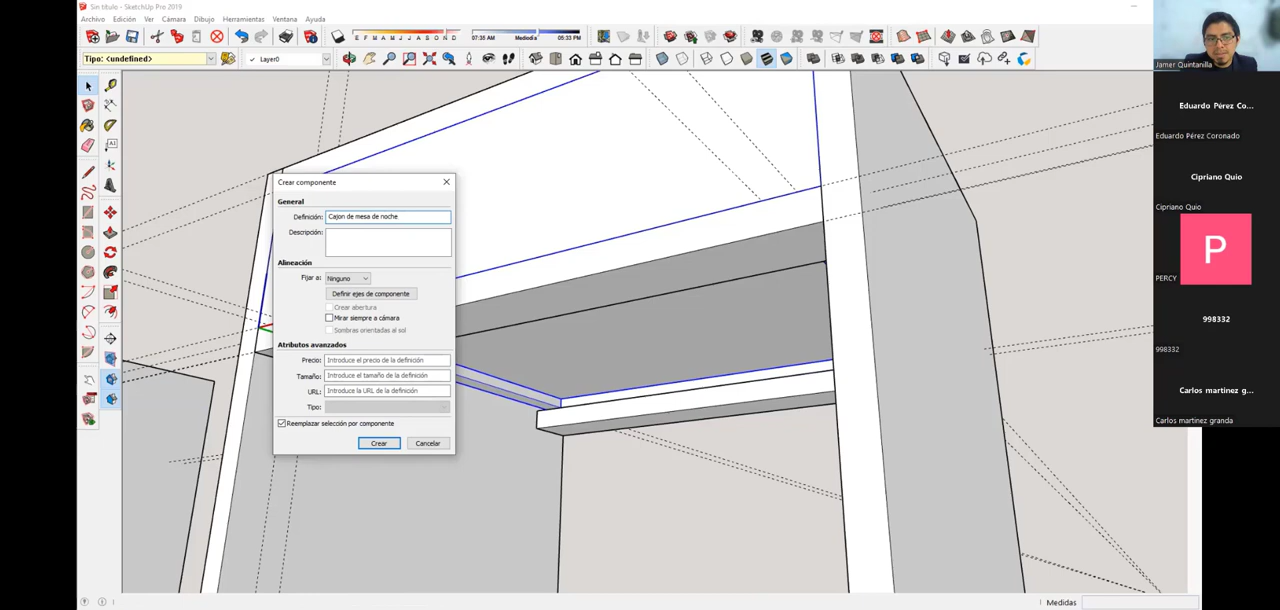 Sin título - SketchUp Pro 2019
Archivo Edición Ver Cámara Dibujo Herramientas Ventana Ayuda
E F M A M J J A S O N D
07:35 AM Mediodía 05:33 PM
Tipo: <undefined>
Layer0
Crear componente
General
Definición: Cajon de mesa de noche
Descripción:
Alineación
Fijar a: Ninguno
Definir ejes de componente
Crear abertura
Mirar siempre a cámara
Sombras orientadas al sol
Atributos avanzados
Precio: Introduce el precio de la definición
Tamaño: Introduce el tamaño de la definición
URL: Introduce la URL de la definición
Tipo:
Reemplazar selección por componente
Crear Cancelar
Medidas
Jamer Quintanilla
Eduardo Pérez Co...
Eduardo Pérez Coronado
Cipriano Quio
Cipriano Quio
P
PERCY
998332
998332
Carlos martinez g...
Carlos martinez granda